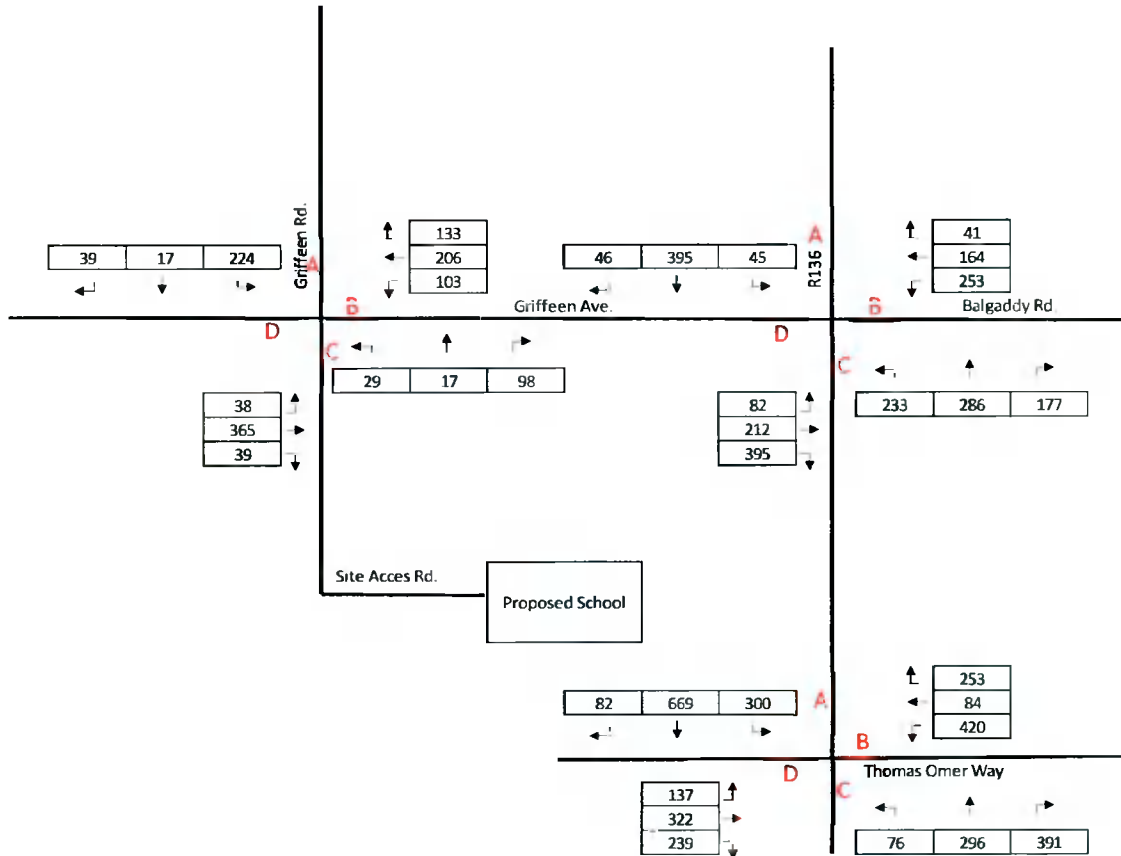 Griffeen Rd.
A
133
206
103
39 17 224
B
D
C
29 17 98
38
365
39
Griffeen Ave.
R136
A
41
164
253
46 395 45
B
Balgaddy Rd.
D
C
233 286 177
82
212
395
Site Acces Rd.
Proposed School
253
84
420
82 669 300
A
B
D
Thomas Omer Way
C
137
322
239
76 296 391